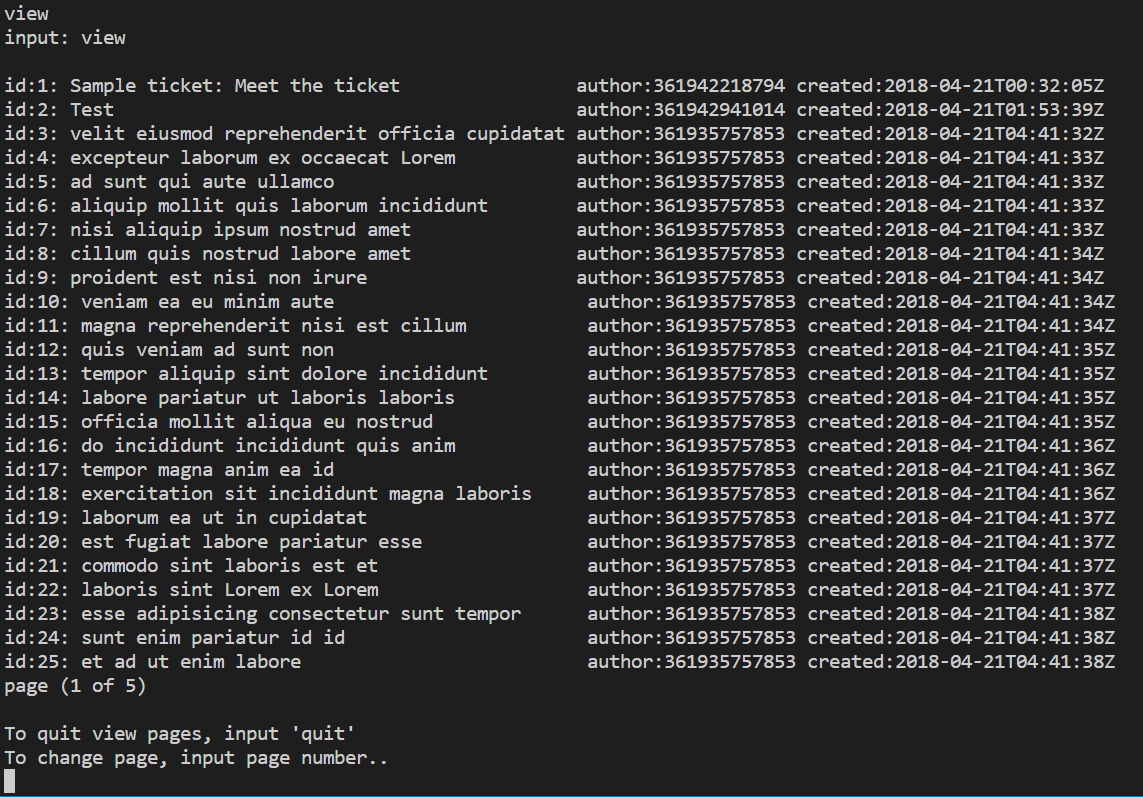 view
input: view

id:1: Sample ticket: Meet the ticket                author:361942218794 created:2018-04-21T00:32:05Z
id:2: Test                                          author:361942941014 created:2018-04-21T01:53:39Z
id:3: velit eiusmod reprehenderit officia cupidatat author:361935757853 created:2018-04-21T04:41:32Z
id:4: excepteur laborum ex occaecat Lorem           author:361935757853 created:2018-04-21T04:41:33Z
id:5: ad sunt qui aute ullamco                      author:361935757853 created:2018-04-21T04:41:33Z
id:6: aliquip mollit quis laborum incididunt        author:361935757853 created:2018-04-21T04:41:33Z
id:7: nisi aliquip ipsum nostrud amet               author:361935757853 created:2018-04-21T04:41:33Z
id:8: cillum quis nostrud labore amet               author:361935757853 created:2018-04-21T04:41:34Z
id:9: proident est nisi non irure                   author:361935757853 created:2018-04-21T04:41:34Z
id:10: veniam ea eu minim aute                       author:361935757853 created:2018-04-21T04:41:34Z
id:11: magna reprehenderit nisi est cillum           author:361935757853 created:2018-04-21T04:41:34Z
id:12: quis veniam ad sunt non                       author:361935757853 created:2018-04-21T04:41:35Z
id:13: tempor aliquip sint dolore incididunt         author:361935757853 created:2018-04-21T04:41:35Z
id:14: labore pariatur ut laboris laboris            author:361935757853 created:2018-04-21T04:41:35Z
id:15: officia mollit aliqua eu nostrud              author:361935757853 created:2018-04-21T04:41:35Z
id:16: do incididunt incididunt quis anim            author:361935757853 created:2018-04-21T04:41:36Z
id:17: tempor magna anim ea id                       author:361935757853 created:2018-04-21T04:41:36Z
id:18: exercitation sit incididunt magna laboris     author:361935757853 created:2018-04-21T04:41:36Z
id:19: laborum ea ut in cupidatat                    author:361935757853 created:2018-04-21T04:41:37Z
id:20: est fugiat labore pariatur esse               author:361935757853 created:2018-04-21T04:41:37Z
id:21: commodo sint laboris est et                   author:361935757853 created:2018-04-21T04:41:37Z
id:22: laboris sint Lorem ex Lorem                   author:361935757853 created:2018-04-21T04:41:37Z
id:23: esse adipisicing consectetur sunt tempor      author:361935757853 created:2018-04-21T04:41:38Z
id:24: sunt enim pariatur id id                      author:361935757853 created:2018-04-21T04:41:38Z
id:25: et ad ut enim labore                          author:361935757853 created:2018-04-21T04:41:38Z
page (1 of 5)

To quit view pages, input 'quit'
To change page, input page number..